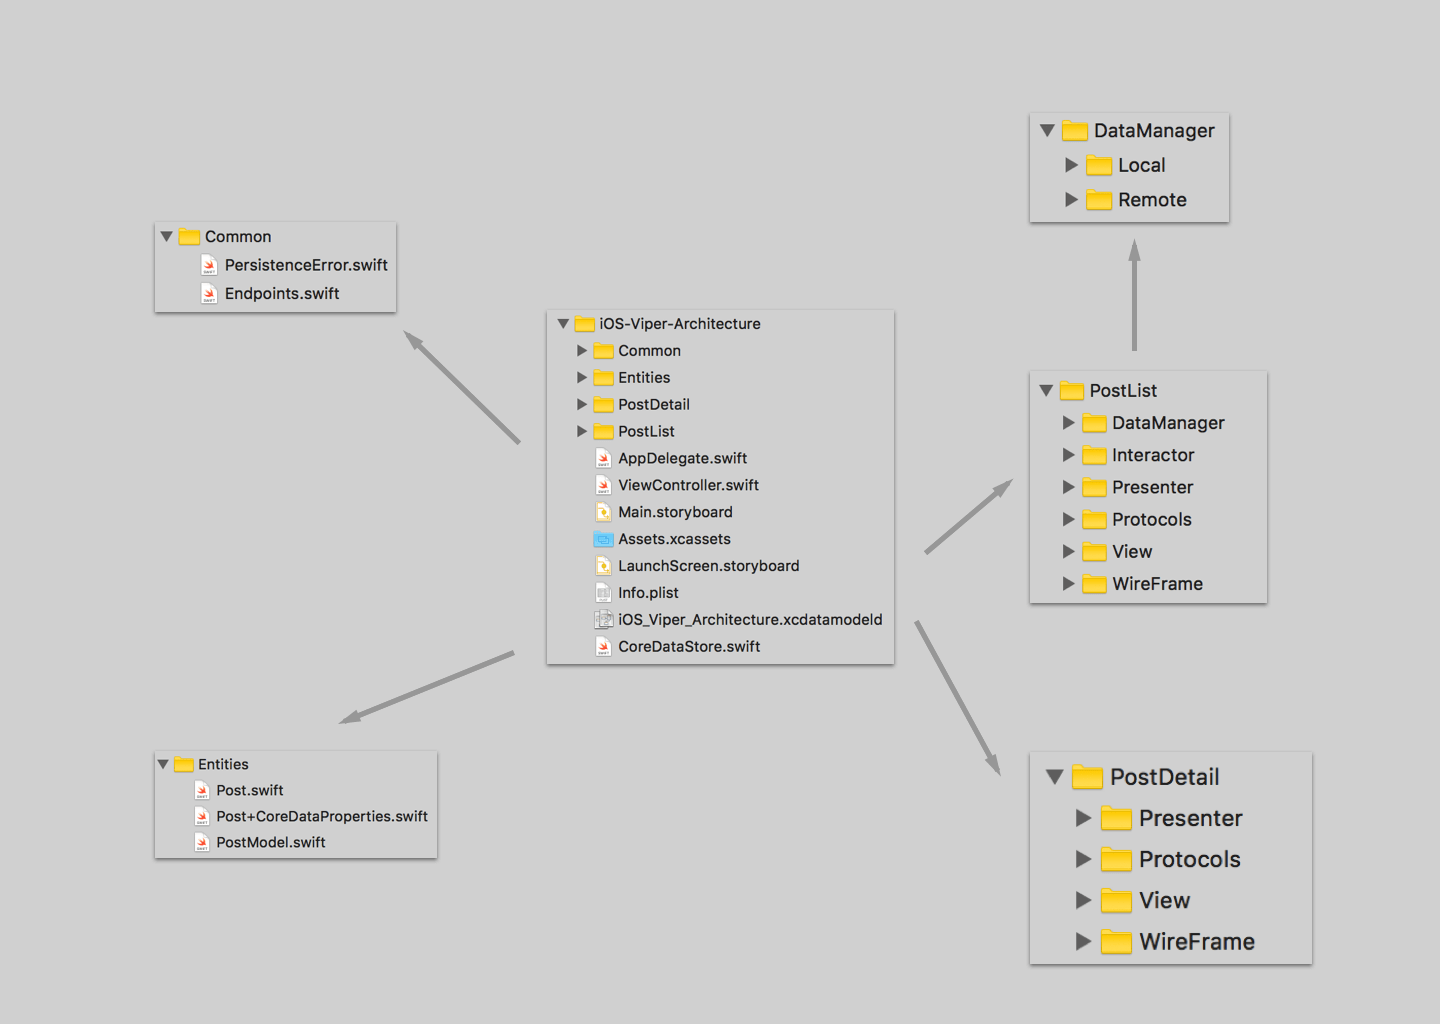 Common
PersistenceError.swift
Endpoints.swift
iOS-Viper-Architecture
Common
Entities
PostDetail
PostList
AppDelegate.swift
ViewController.swift
Main.storyboard
Assets.xcassets
LaunchScreen.storyboard
Info.plist
iOS_Viper_Architecture.xcdatamodeld
CoreDataStore.swift
Entities
Post.swift
Post+CoreDataProperties.swift
PostModel.swift
DataManager
Local
Remote
PostList
DataManager
Interactor
Presenter
Protocols
View
WireFrame
PostDetail
Presenter
Protocols
View
WireFrame